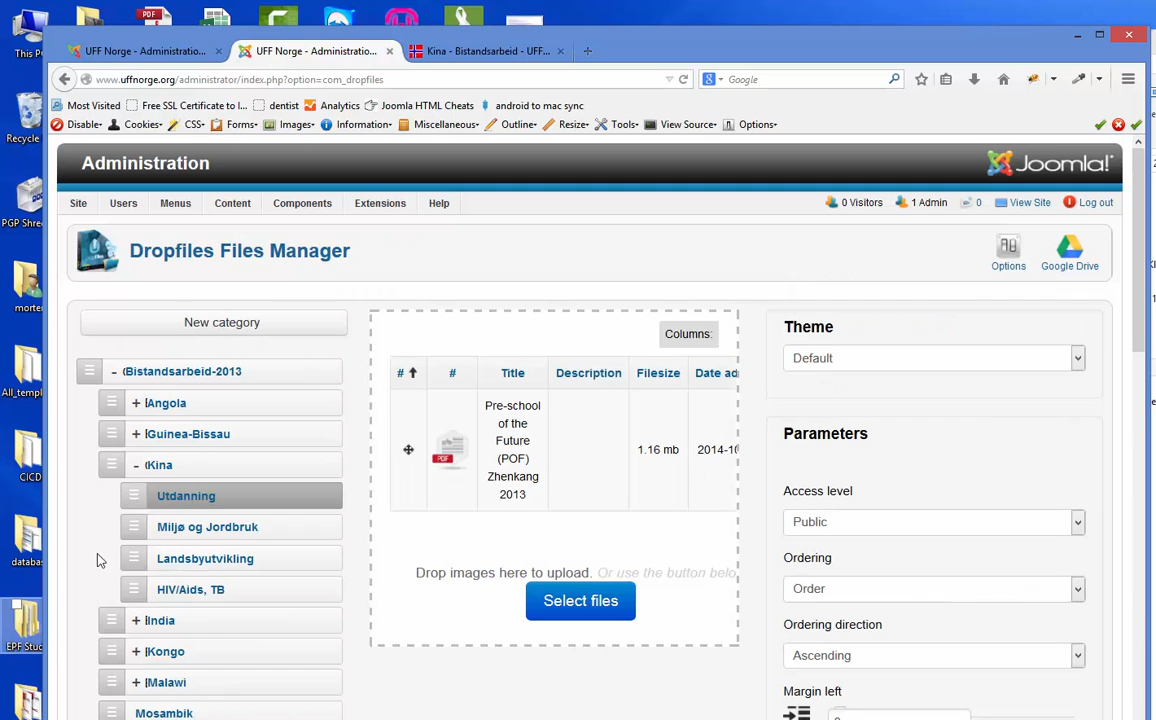 This P
PDF
UFF Norge - Administratio...
UFF Norge - Administratio...
Kina - Bistandsarbeid - UFF...
www.uffnorge.org/administrator/index.php?option=com_dropfiles
Google
Most Visited
Free SSL Certificate to I...
dentist
Analytics
Joomla HTML Cheats
android to mac sync
Disable
Cookies
CSS
Forms
Images
Information
Miscellaneous
Outline
Resize
Tools
View Source
Options
Recycle
PGP Shre
morte
All_templ
CICD
databas
EPF Stud
Administration
Joomla!
Site
Users
Menus
Content
Components
Extensions
Help
0 Visitors
1 Admin
0
View Site
Log out
Dropfiles Files Manager
Options
Google Drive
New category
- Bistandsarbeid-2013
+ Angola
+ Guinea-Bissau
- Kina
Utdanning
Miljø og Jordbruk
Landsbyutvikling
HIV/Aids, TB
+ India
+ Kongo
+ Malawi
Mosambik
Columns:
#
#
Title
Description
Filesize
Date ad
PDF
Pre-school
of the
Future
(POF)
Zhenkang
2013
1.16 mb
2014-10
Drop images here to upload. Or use the button belo
Select files
Theme
Default
Parameters
Access level
Public
Ordering
Order
Ordering direction
Ascending
Margin left